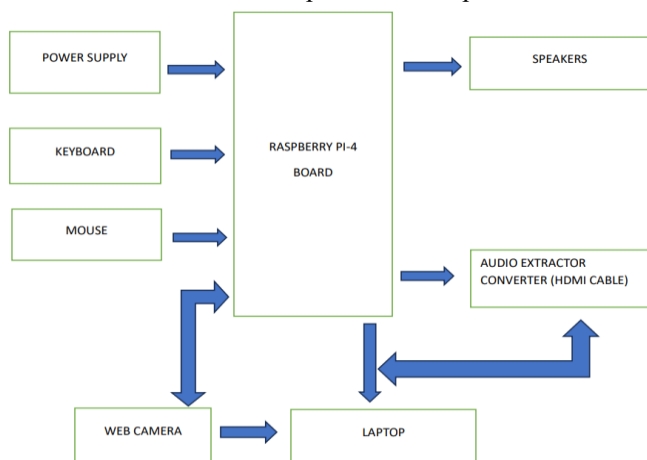 POWER SUPPLY
SPEAKERS
KEYBOARD
RASPBERRY PI-4
BOARD
MOUSE
AUDIO EXTRACTOR
CONVERTER (HDMI CABLE)
WEB CAMERA
LAPTOP